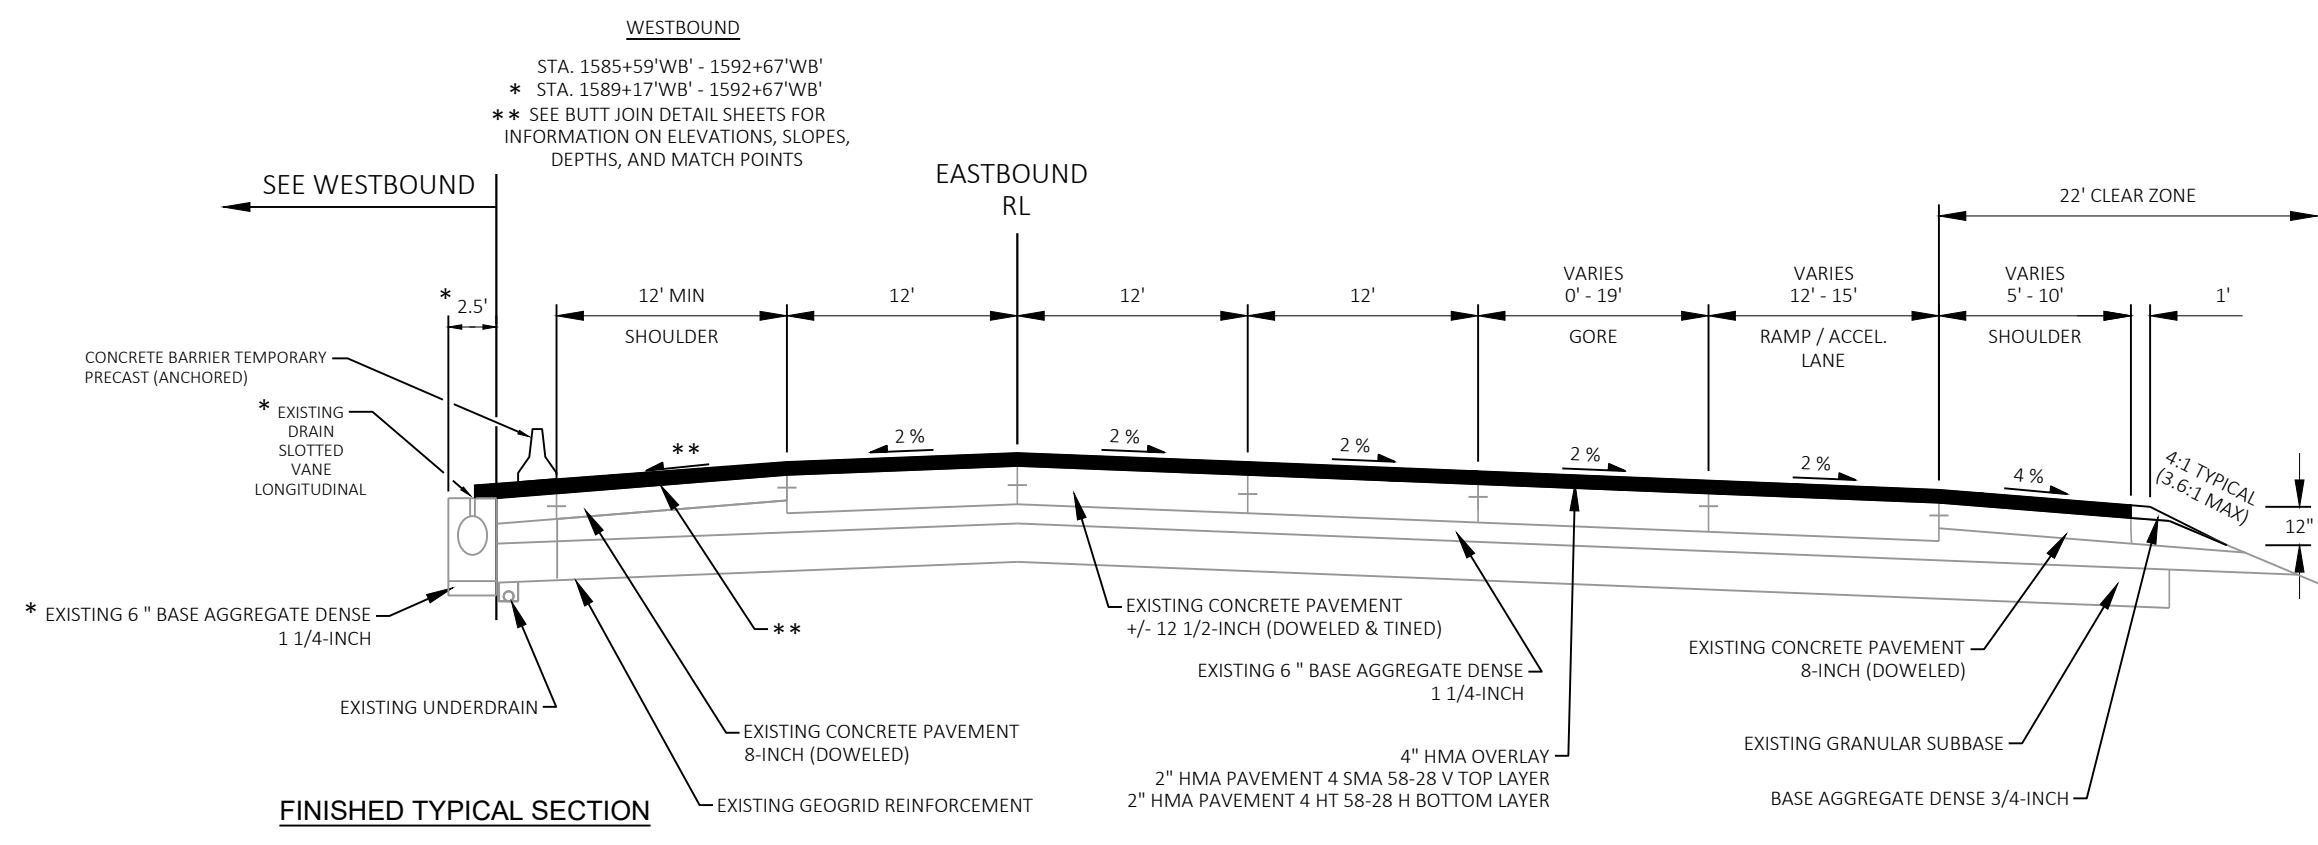 WESTBOUND
STA. 1585+59'WB' - 1592+67'WB'
* STA. 1589+17'WB' - 1592+67'WB'
** SEE BUTT JOIN DETAIL SHEETS FOR
INFORMATION ON ELEVATIONS, SLOPES,
DEPTHS, AND MATCH POINTS
SEE WESTBOUND
EASTBOUND
RL
22' CLEAR ZONE
* 2.5'
12' MIN
SHOULDER
12'
12'
12'
VARIES
0' - 19'
GORE
VARIES
12' - 15'
RAMP / ACCEL.
LANE
VARIES
5' - 10'
SHOULDER
1'
CONCRETE BARRIER TEMPORARY
PRECAST (ANCHORED)
* EXISTING
DRAIN
SLOTTED
VANE
LONGITUDINAL
**
2 %
2 %
2 %
2 %
2 %
4 %
4:1 TYPICAL
(3.6:1 MAX)
12"
* EXISTING 6 " BASE AGGREGATE DENSE
1 1/4-INCH
**
EXISTING CONCRETE PAVEMENT
+/- 12 1/2-INCH (DOWELED & TINED)
EXISTING 6 " BASE AGGREGATE DENSE
1 1/4-INCH
EXISTING CONCRETE PAVEMENT
8-INCH (DOWELED)
EXISTING UNDERDRAIN
EXISTING CONCRETE PAVEMENT
8-INCH (DOWELED)
4" HMA OVERLAY
2" HMA PAVEMENT 4 SMA 58-28 V TOP LAYER
2" HMA PAVEMENT 4 HT 58-28 H BOTTOM LAYER
EXISTING GRANULAR SUBBASE
BASE AGGREGATE DENSE 3/4-INCH
EXISTING GEOGRID REINFORCEMENT
FINISHED TYPICAL SECTION